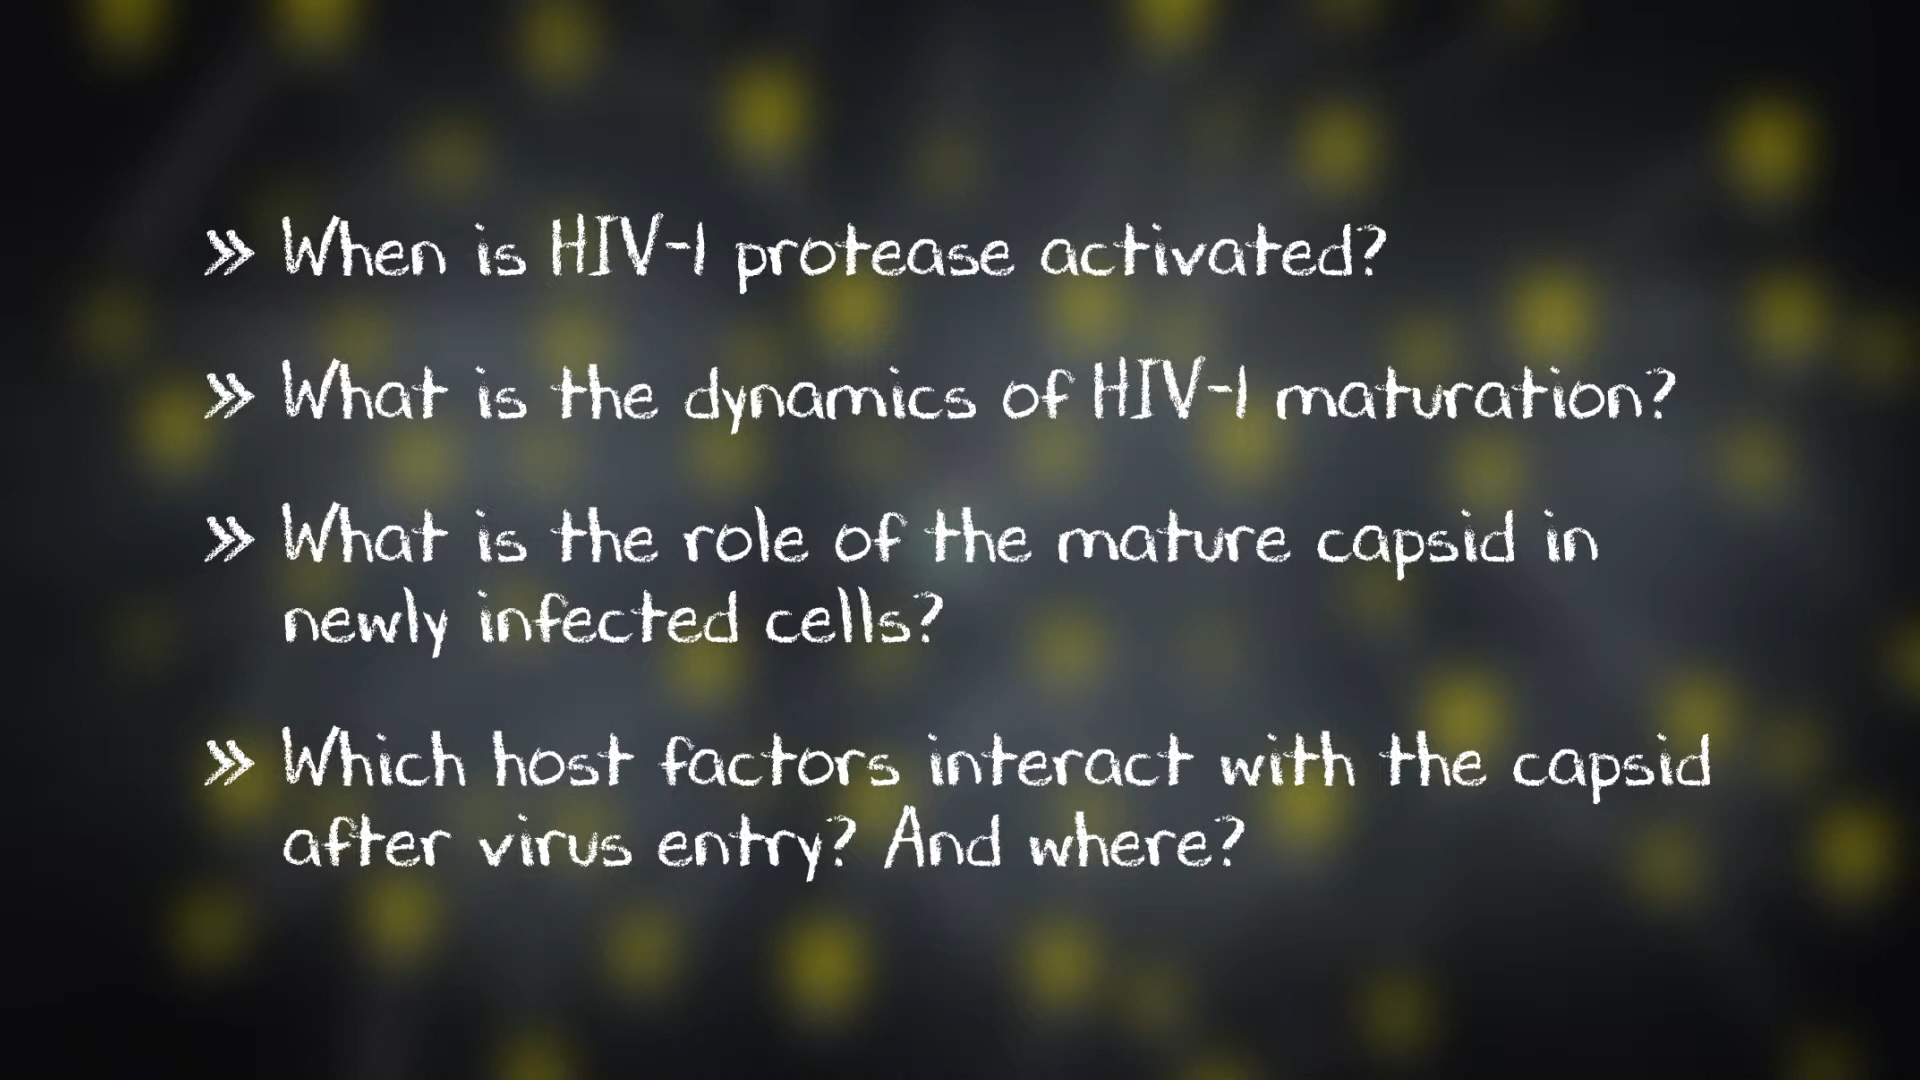 » When is HIV-1 protease activated?
» What is the dynamics of HIV-1 maturation?
» What is the role of the mature capsid in
newly infected cells?
» Which host factors interact with the capsid
after virus entry? And where?